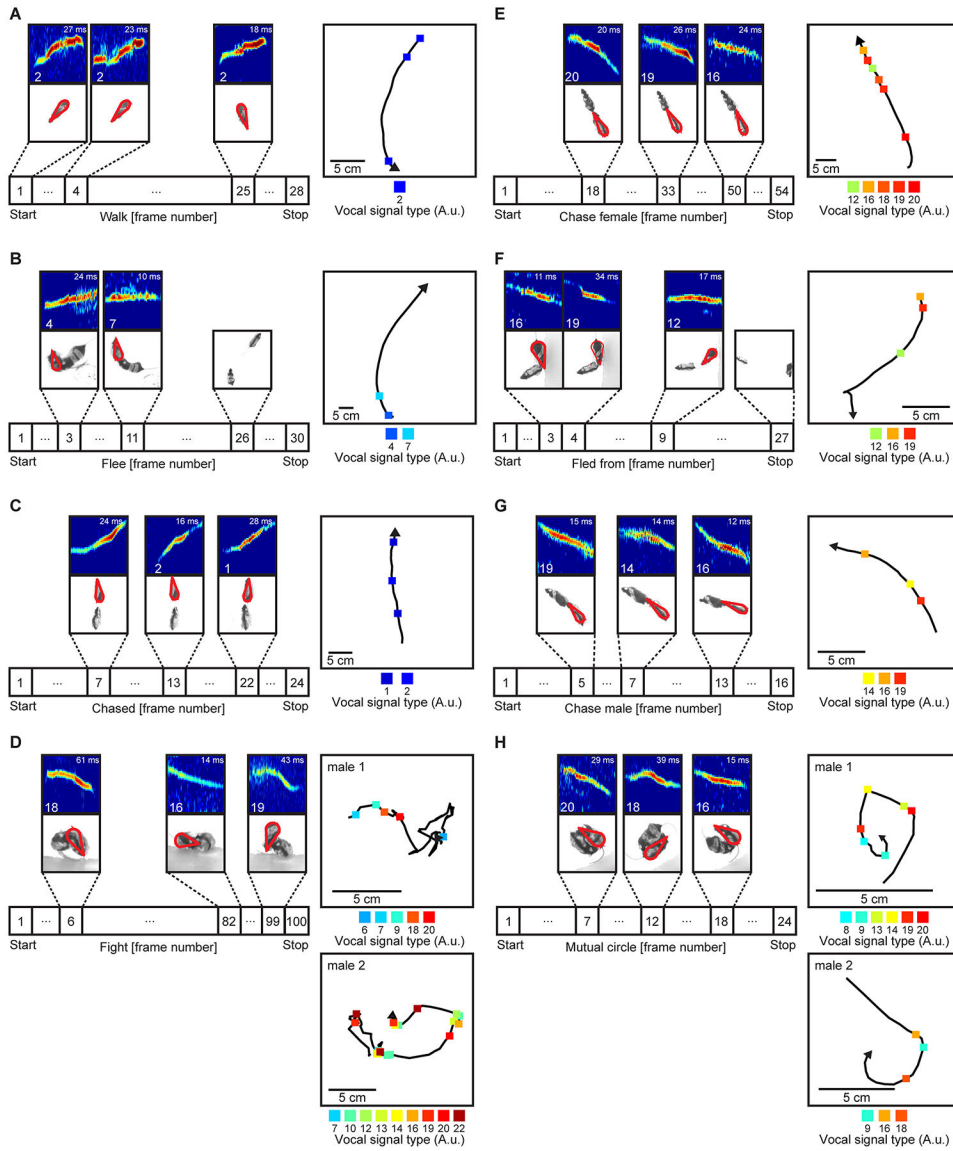 A
27 ms
23 ms
18 ms
2
2
2
1 ... 4 ... 25 ... 28
Start Walk [frame number] Stop
5 cm
2
Vocal signal type (A.u.)
B
24 ms
10 ms
4
7
1 ... 3 ... 11 ... 26 ... 30
Start Flee [frame number] Stop
5 cm
4 7
Vocal signal type (A.u.)
C
24 ms
16 ms
28 ms
2
1
1 ... 7 ... 13 ... 22 ... 24
Start Chased [frame number] Stop
5 cm
1 2
Vocal signal type (A.u.)
D
61 ms
14 ms
43 ms
18
16
19
1 ... 6 ... 82 ... 99 100
Start Fight [frame number] Stop
male 1
5 cm
6 7 9 18 20
Vocal signal type (A.u.)
male 2
5 cm
7 10 12 13 14 16 19 20 22
Vocal signal type (A.u.)
E
20 ms
26 ms
24 ms
20
19
16
1 ... 18 ... 33 ... 50 ... 54
Start Chase female [frame number] Stop
5 cm
12 16 18 19 20
Vocal signal type (A.u.)
F
11 ms
34 ms
17 ms
16
19
12
1 ... 3 4 ... 9 ... 27
Start Fled from [frame number] Stop
5 cm
12 16 19
Vocal signal type (A.u.)
G
15 ms
14 ms
12 ms
19
14
16
1 ... 5 ... 7 ... 13 ... 16
Start Chase male [frame number] Stop
5 cm
14 16 19
Vocal signal type (A.u.)
H
29 ms
39 ms
15 ms
20
18
16
1 ... 7 ... 12 ... 18 ... 24
Start Mutual circle [frame number] Stop
male 1
5 cm
8 9 13 14 19 20
Vocal signal type (A.u.)
male 2
5 cm
9 16 18
Vocal signal type (A.u.)